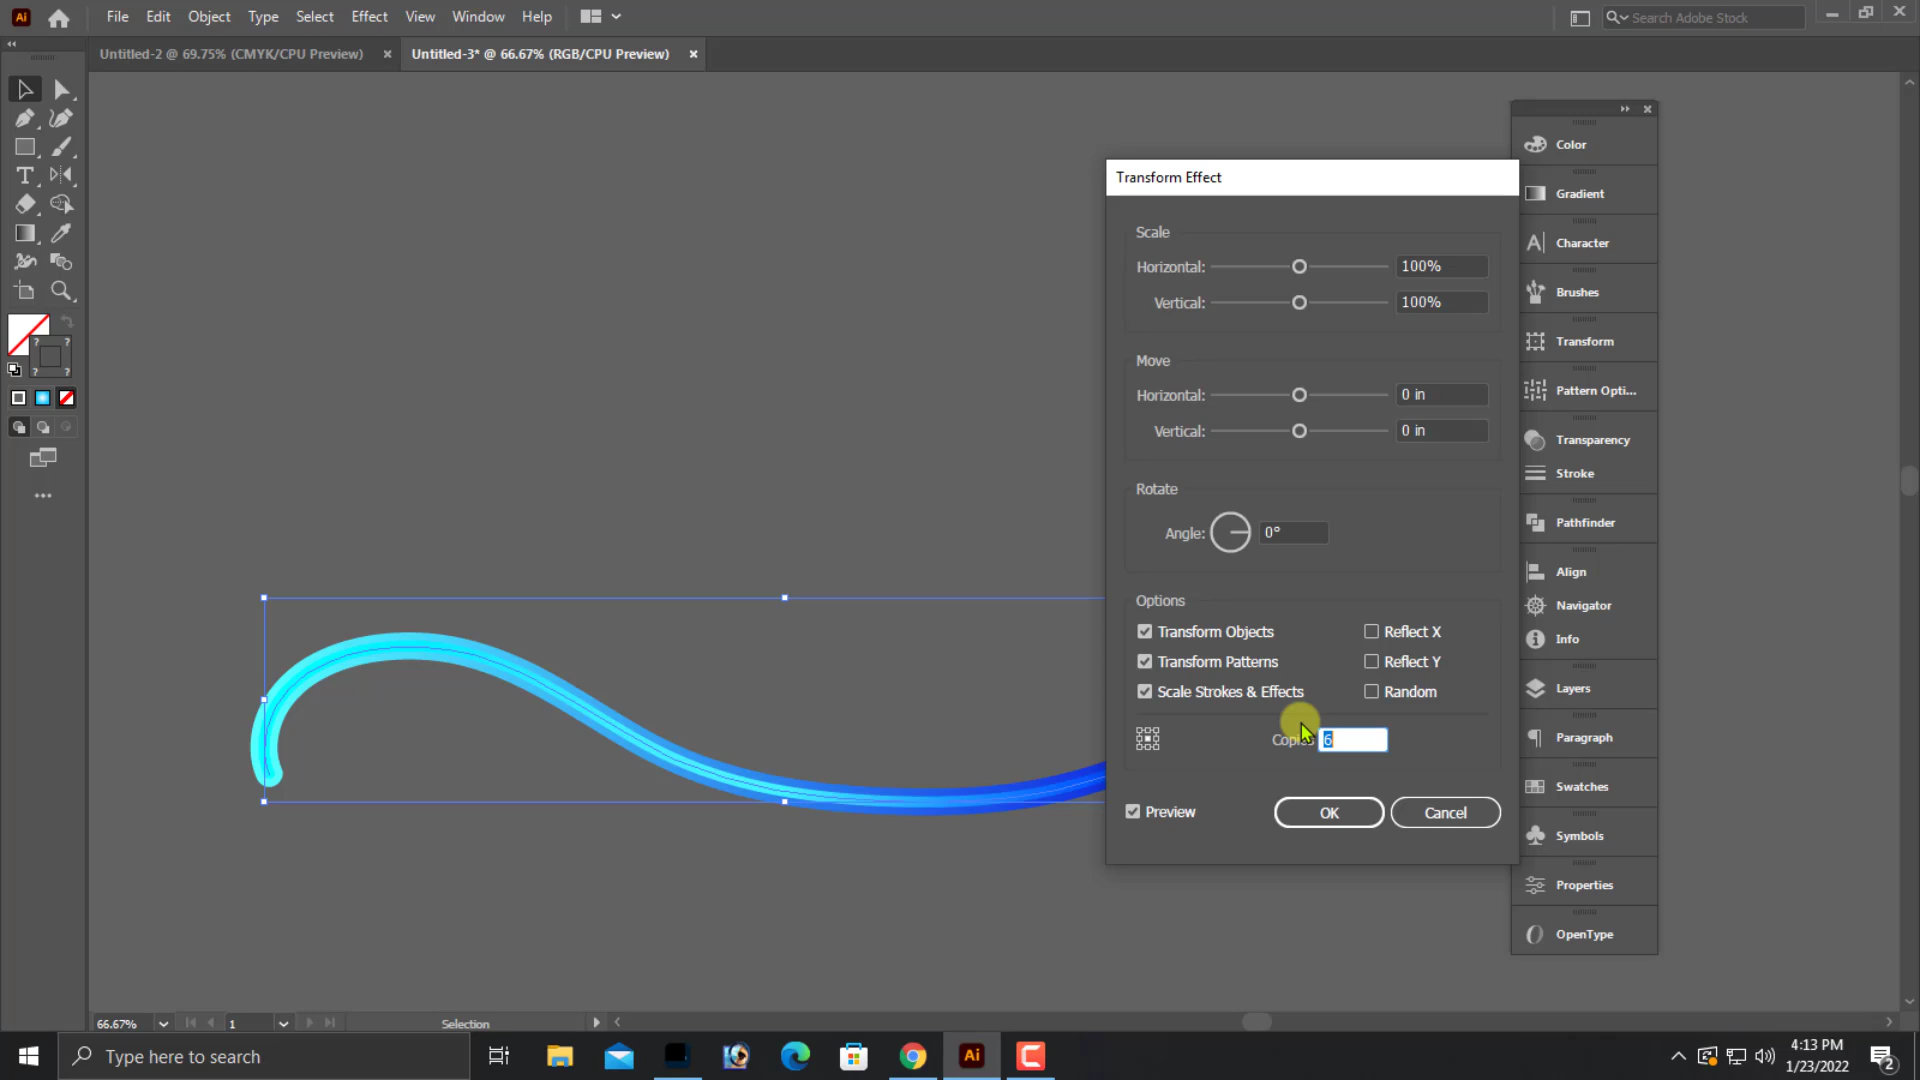 Ai File Edit Object Type Select Effect View Window Help Search Adobe Stock
Untitled-2 @ 69.75% (CMYK/CPU Preview) Untitled-3* @ 66.67% (RGB/CPU Preview)
Transform Effect
Scale
Horizontal: 100%
Vertical: 100%
Move
Horizontal: 0 in
Vertical: 0 in
Rotate
Angle: 0°
Options
Transform Objects Reflect X
Transform Patterns Reflect Y
Scale Strokes & Effects Random
6
Preview OK Cancel
Color
Gradient
Character
Brushes
Transform
Pattern Opti...
Transparency
Stroke
Pathfinder
Align
Navigator
Info
Layers
Paragraph
Swatches
Symbols
Properties
OpenType
66.67% 1 Selection
Type here to search Ai 4:13 PM
1/23/2022 2